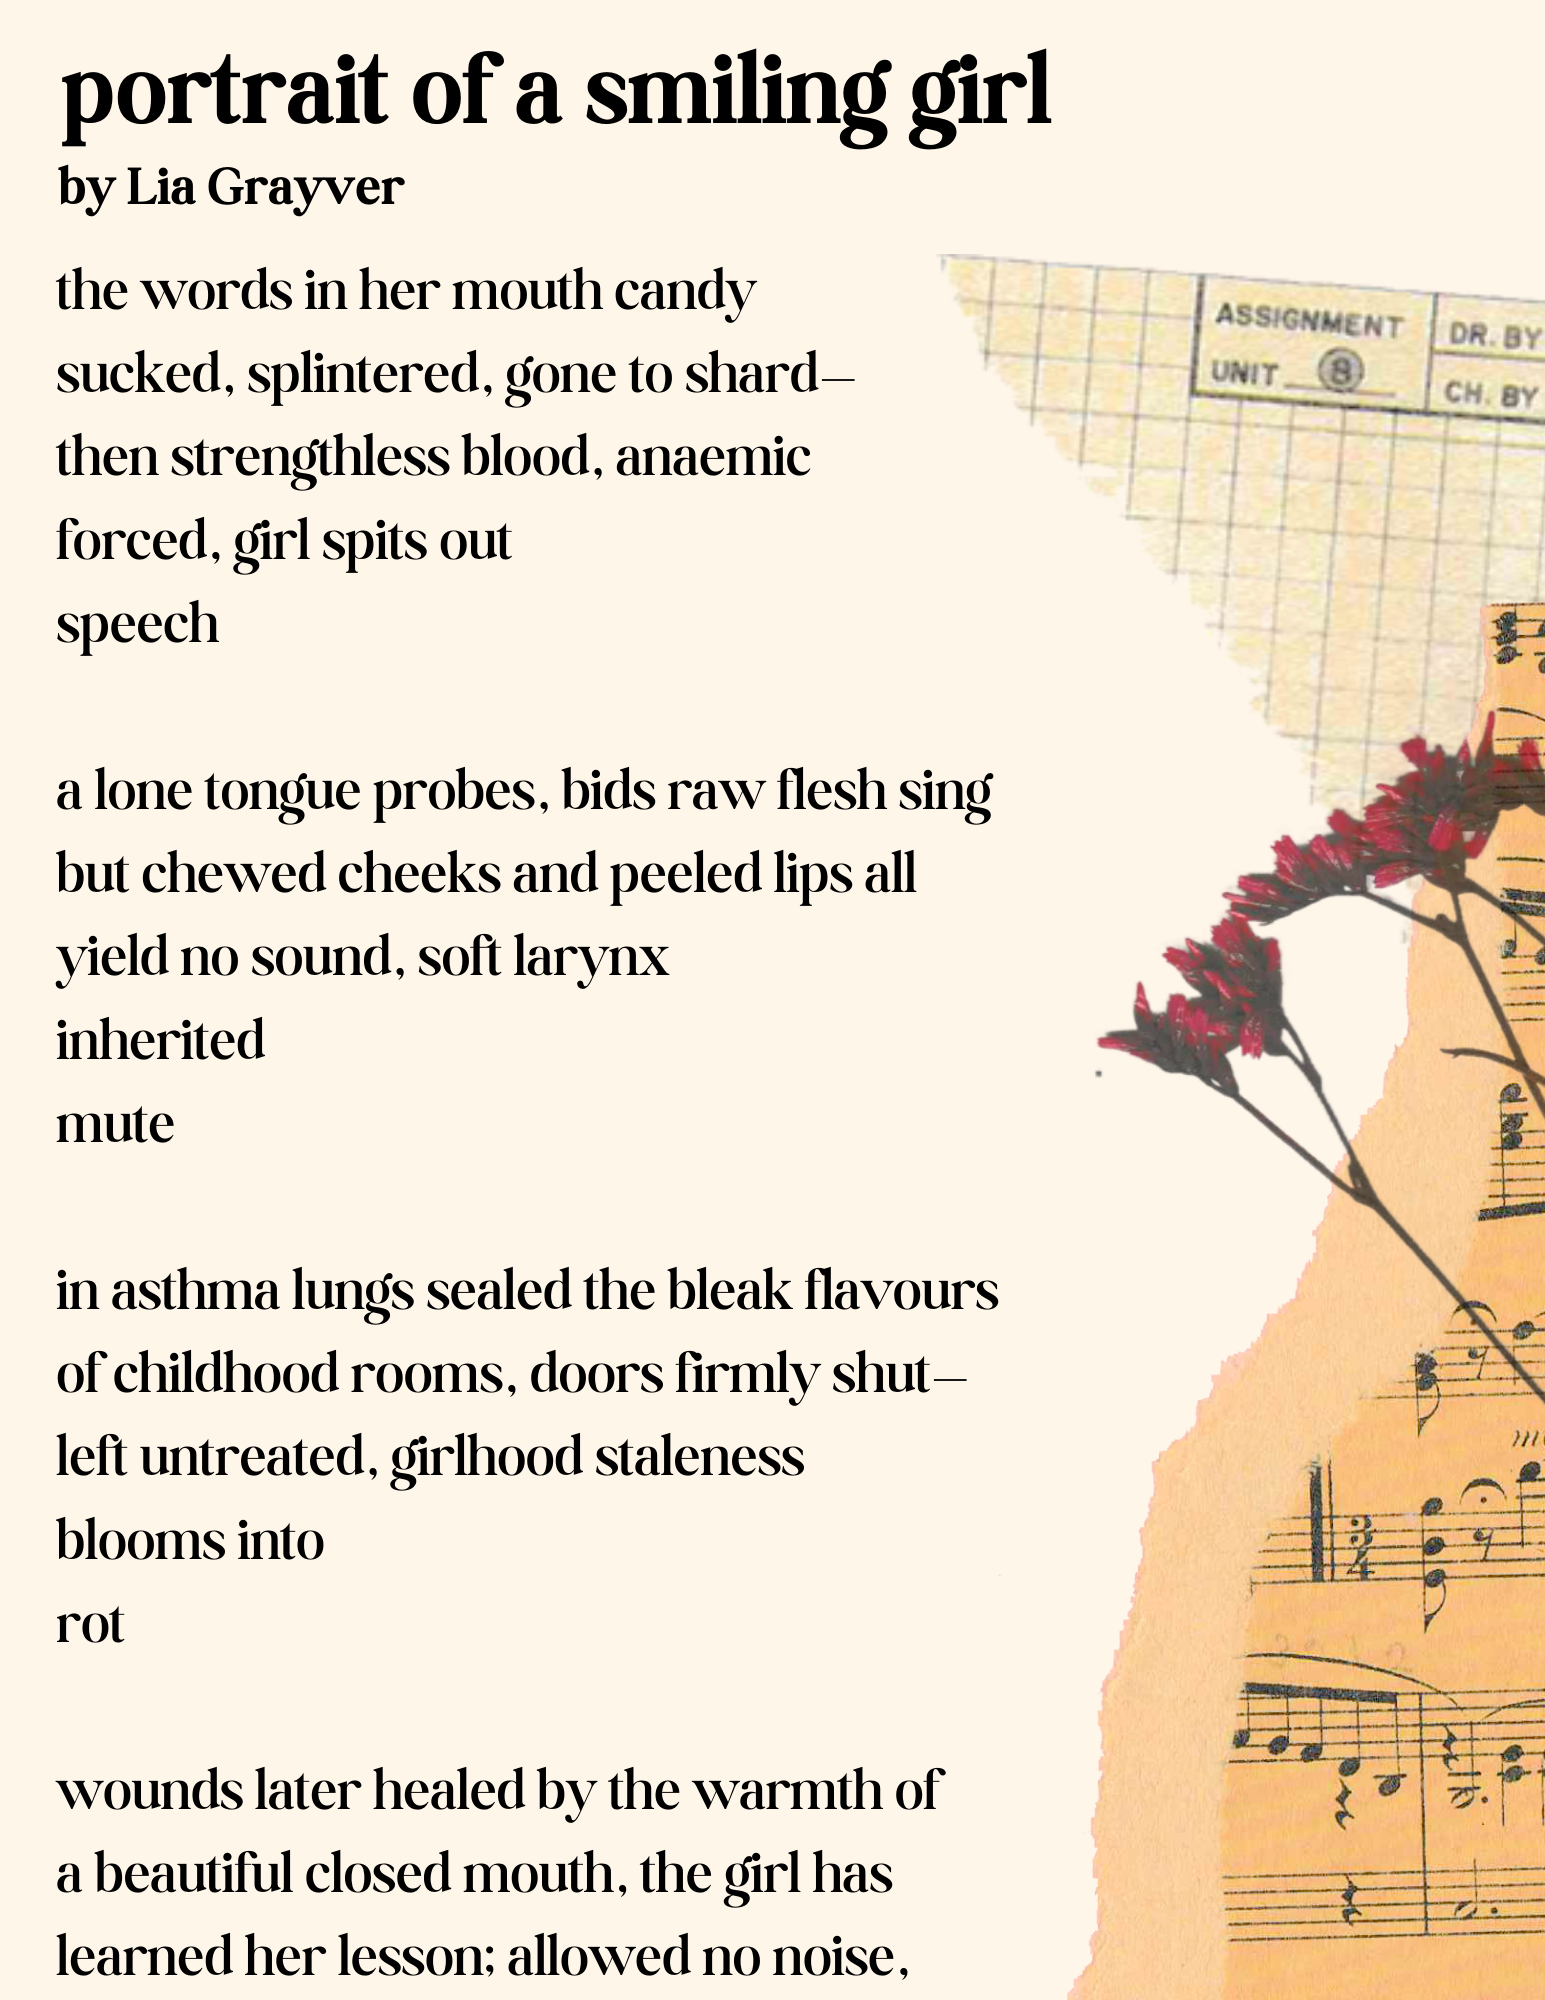 portrait of a smiling girl
by Lia Grayver
the words in her mouth candy
sucked, splintered, gone to shard—
then strengthless blood, anaemic
forced, girl spits out
speech
a lone tongue probes, bids raw flesh sing
but chewed cheeks and peeled lips all
yield no sound, soft larynx
inherited
mute
in asthma lungs sealed the bleak flavours
of childhood rooms, doors firmly shut—
left untreated, girlhood staleness
blooms into
rot
wounds later healed by the warmth of
a beautiful closed mouth, the girl has
learned her lesson; allowed no noise,
ASSIGNMENT
UNIT 8
DR. BY
CH. BY
3
4